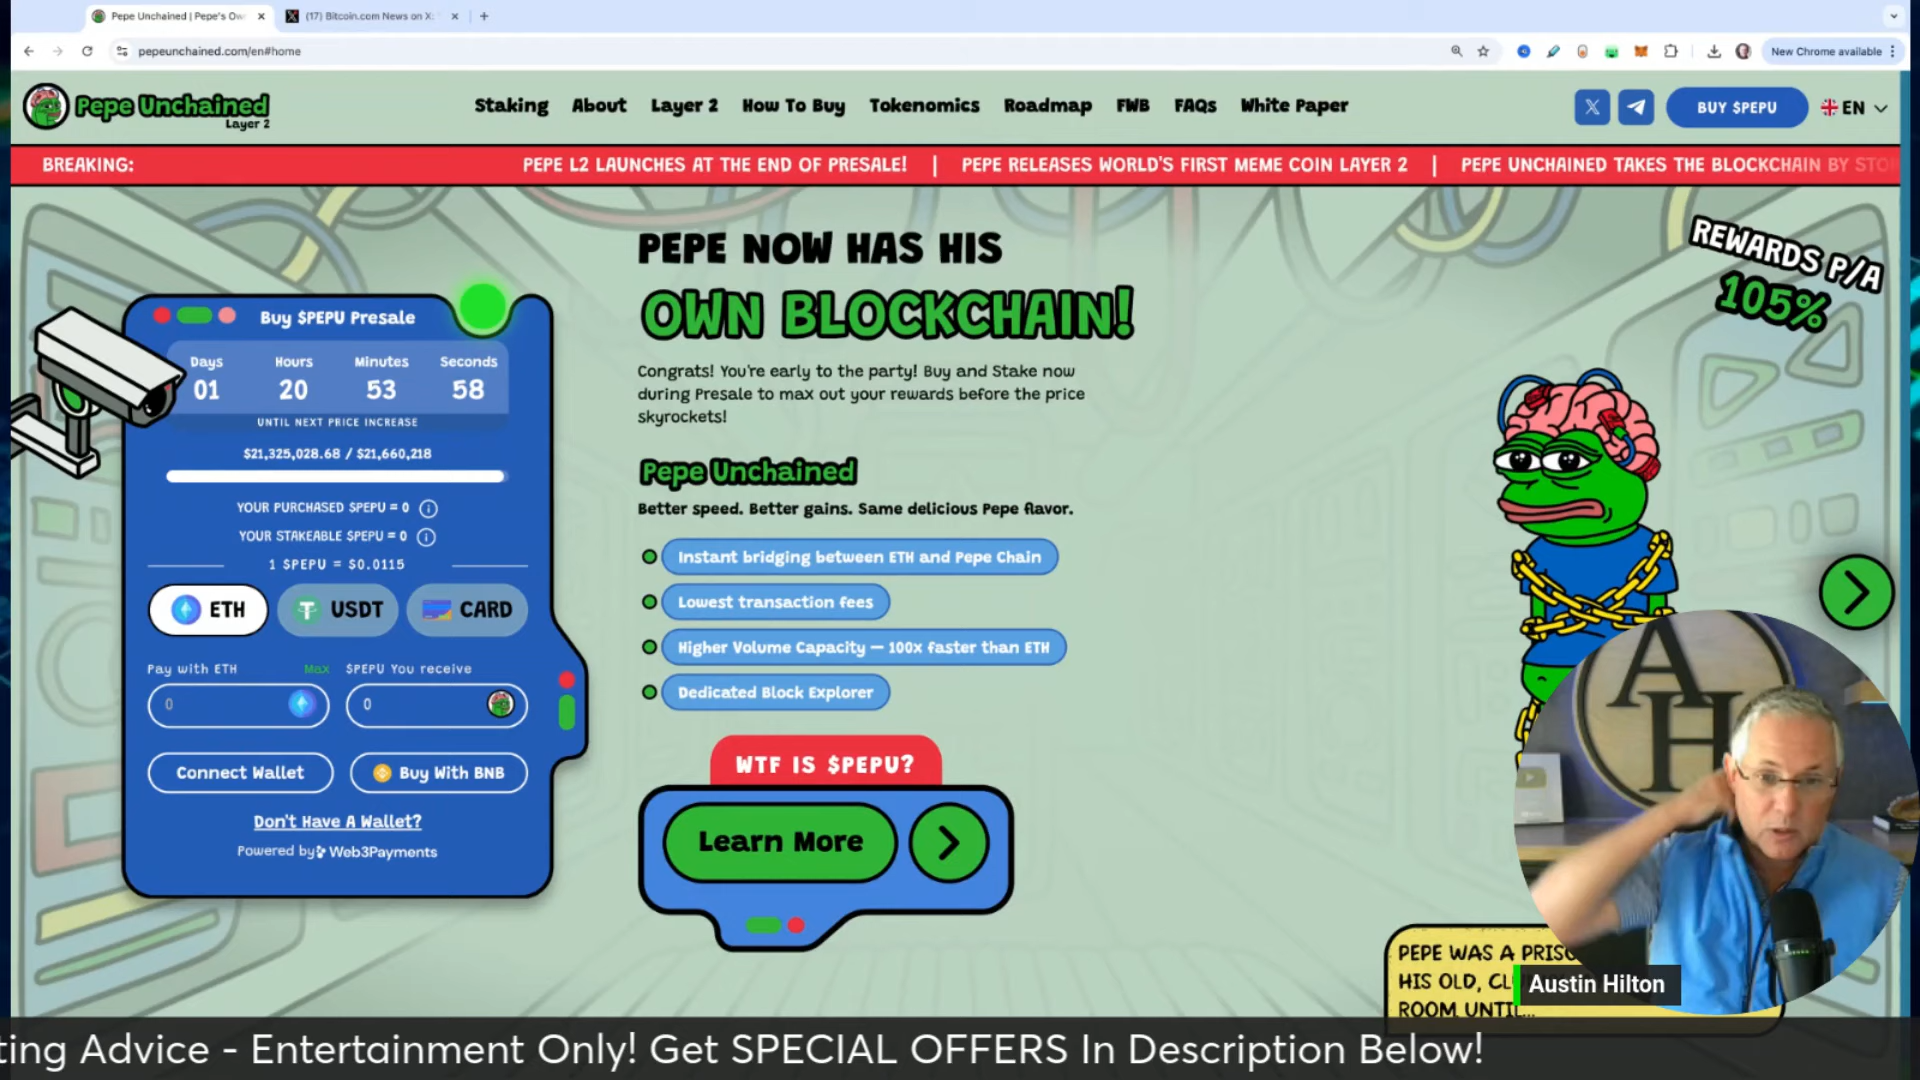 Pepe Unchained | Pepe's Ow
(17) Bitcoin.com News on X:
pepeunchained.com/en#home
New Chrome available
Pepe Unchained
Layer 2
Staking About Layer 2 How To Buy Tokenomics Roadmap FWB FAQs White Paper
BUY $PEPU
EN
BREAKING:
PEPE L2 LAUNCHES AT THE END OF PRESALE! | PEPE RELEASES WORLD'S FIRST MEME COIN LAYER 2 | PEPE UNCHAINED TAKES THE BLOCKCHAIN BY STO
Buy $PEPU Presale
Days Hours Minutes Seconds
01 20 53 58
UNTIL NEXT PRICE INCREASE
$21,325,028.68 / $21,660,218
YOUR PURCHASED $PEPU = 0
YOUR STAKEABLE $PEPU = 0
1 $PEPU = $0.0115
ETH USDT CARD
Pay with ETH Max $PEPU You receive
0 0
Connect Wallet Buy With BNB
Don't Have A Wallet?
Powered by Web3Payments
PEPE NOW HAS HIS
OWN BLOCKCHAIN!
Congrats! You're early to the party! Buy and Stake now
during Presale to max out your rewards before the price
skyrockets!
Pepe Unchained
Better speed. Better gains. Same delicious Pepe flavor.
Instant bridging between ETH and Pepe Chain
Lowest transaction fees
Higher Volume Capacity — 100x faster than ETH
Dedicated Block Explorer
WTF IS $PEPU?
Learn More
REWARDS P/A
105%
AH
PEPE WAS A PRISO
HIS OLD, CL
ROOM UNTIL...
Austin Hilton
ting Advice - Entertainment Only! Get SPECIAL OFFERS In Description Below!